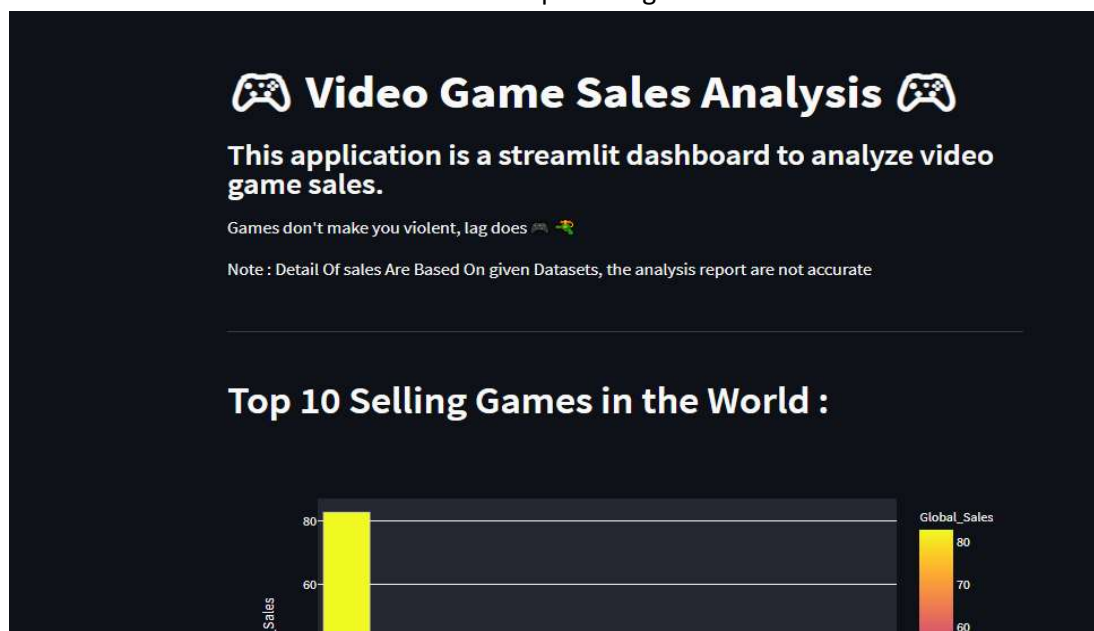 🎮 Video Game Sales Analysis 🎮
This application is a streamlit dashboard to analyze video
game sales.
Games don't make you violent, lag does 🎮 🔫
Note : Detail Of sales Are Based On given Datasets, the analysis report are not accurate
Top 10 Selling Games in the World :
80
60
Sales
Global_Sales
80
70
60